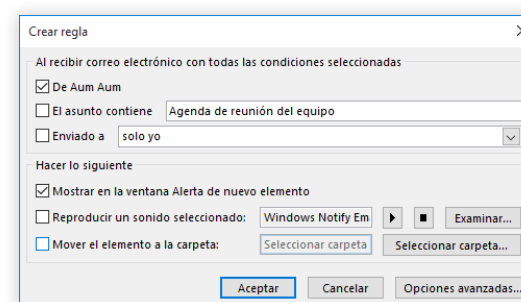 Crear regla
Al recibir correo electrónico con todas las condiciones seleccionadas
De Aum Aum
El asunto contiene Agenda de reunión del equipo
Enviado a solo yo
Hacer lo siguiente
Mostrar en la ventana Alerta de nuevo elemento
Reproducir un sonido seleccionado: Windows Notify Em Examinar...
Mover el elemento a la carpeta: Seleccionar carpeta Seleccionar carpeta...
Aceptar Cancelar Opciones avanzadas...